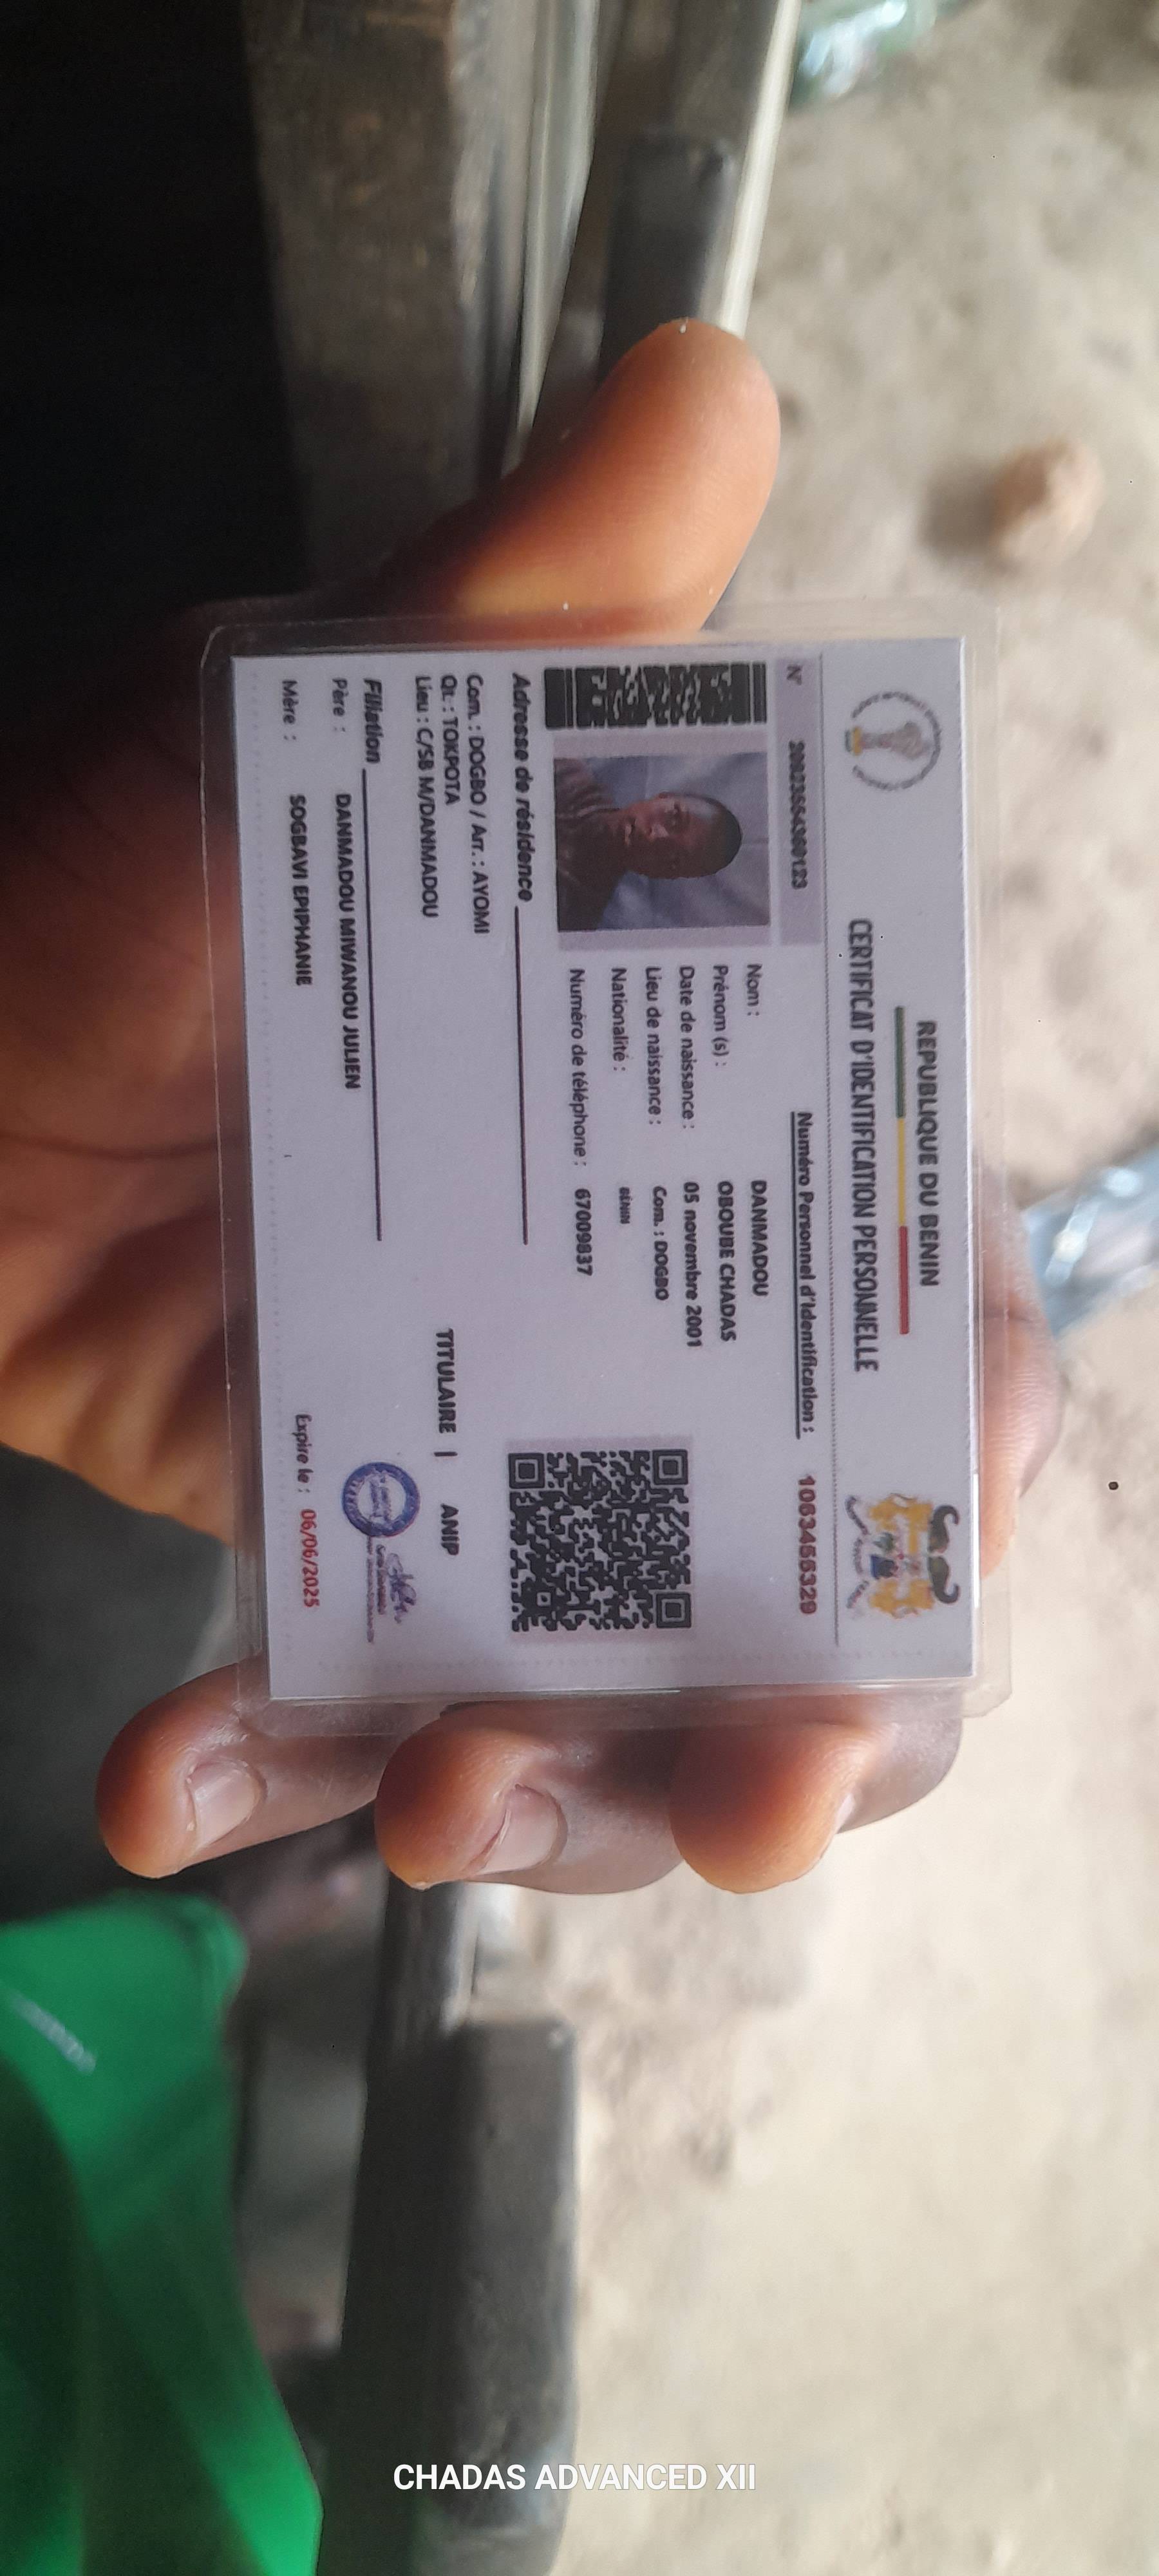 REPUBLIQUE DU BENIN
CERTIFICAT D'IDENTIFICATION PERSONNELLE
N°
Numéro Personnel d'Identification : 1063456329
Nom : DANMADOU
Prénom (s) : OBOUBE CHADAS
Date de naissance : 05 novembre 2001
Lieu de naissance : Com. : DOGBO
Nationalité : BÉNIN
Numéro de téléphone : 67009837
Adresse de résidence
Com. : DOGBO / Arr. : AYOMI
Qt. : TOKPOTA
Lieu : C/SB M/DANMADOU
TITULAIRE | ANIP
Filiation
Père : DANMADOU MIWANOU JULIEN
Mère : SOGBAVI EPIPHANIE
Expire le : 06/06/2025
CHADAS ADVANCED XII